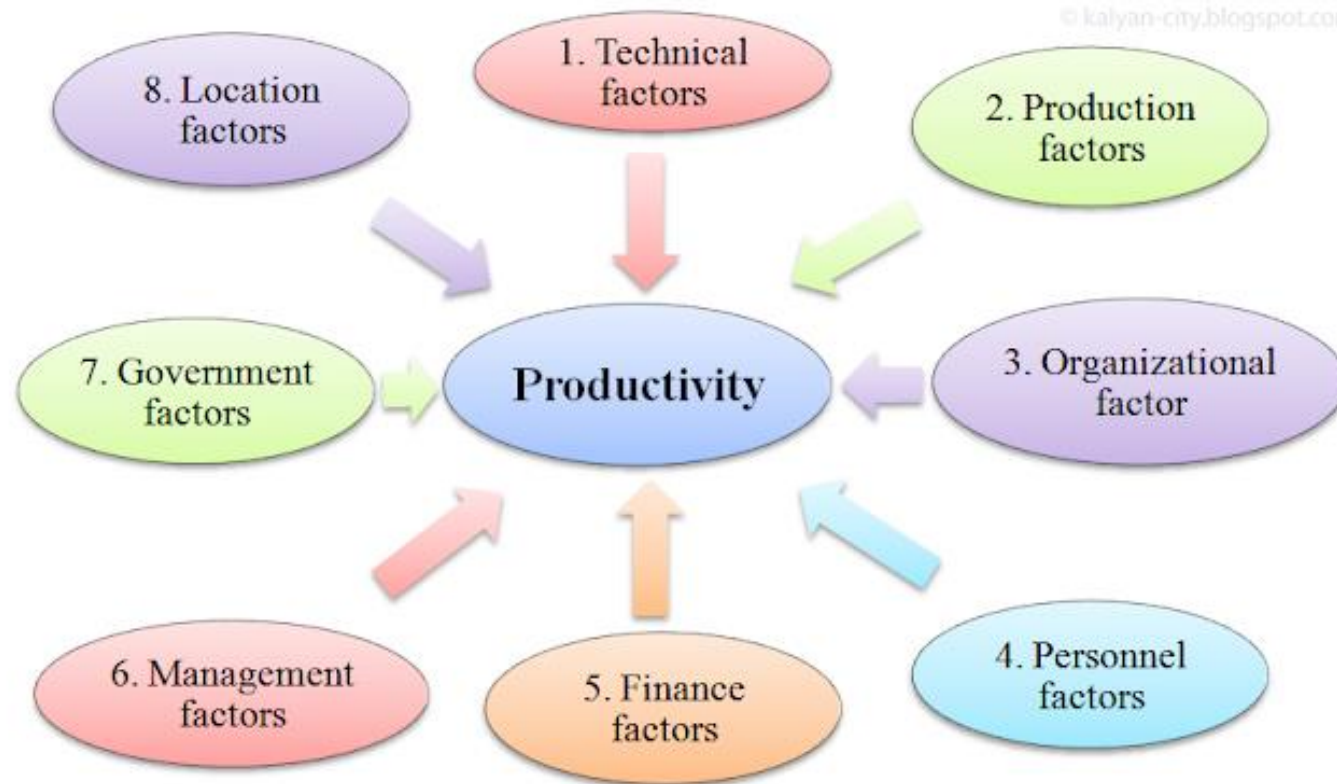 © kalyan-city.blogspot.com
1. Technical
factors
2. Production
factors
3. Organizational
factor
4. Personnel
factors
5. Finance
factors
6. Management
factors
7. Government
factors
8. Location
factors
Productivity